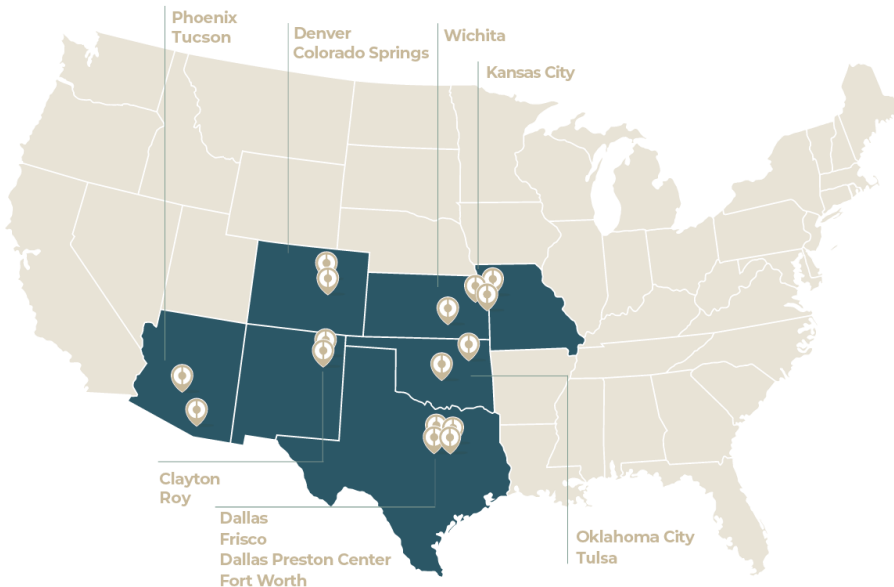 Phoenix
Tucson
Denver
Colorado Springs
Wichita
Kansas City
Clayton
Roy
Dallas
Frisco
Dallas Preston Center
Fort Worth
Oklahoma City
Tulsa